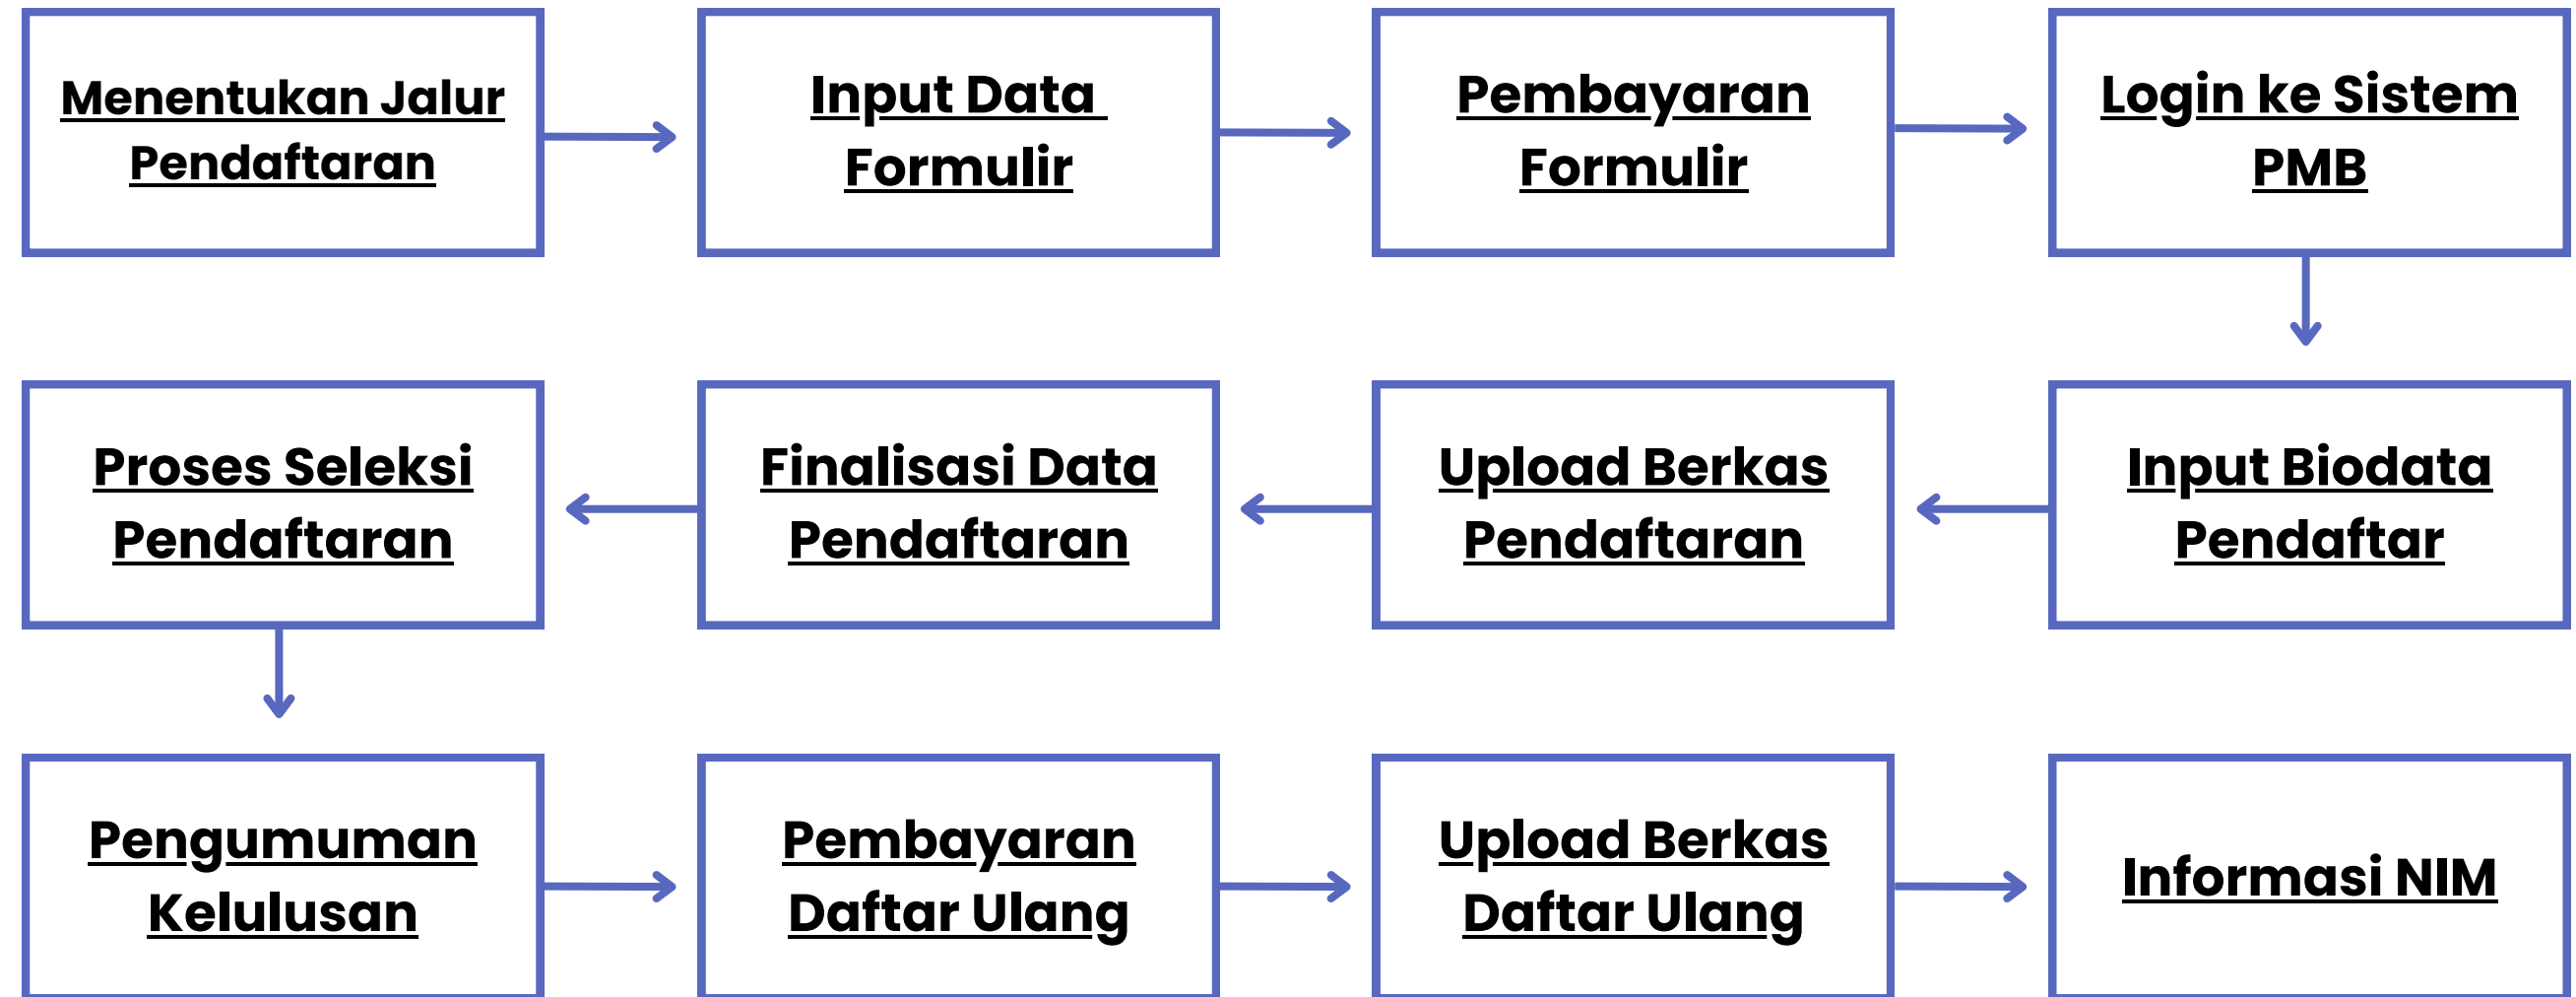 Menentukan Jalur
Pendaftaran
Input Data
Formulir
Pembayaran
Formulir
Login ke Sistem
PMB
Input Biodata
Pendaftar
Upload Berkas
Pendaftaran
Finalisasi Data
Pendaftaran
Proses Seleksi
Pendaftaran
Pengumuman
Kelulusan
Pembayaran
Daftar Ulang
Upload Berkas
Daftar Ulang
Informasi NIM